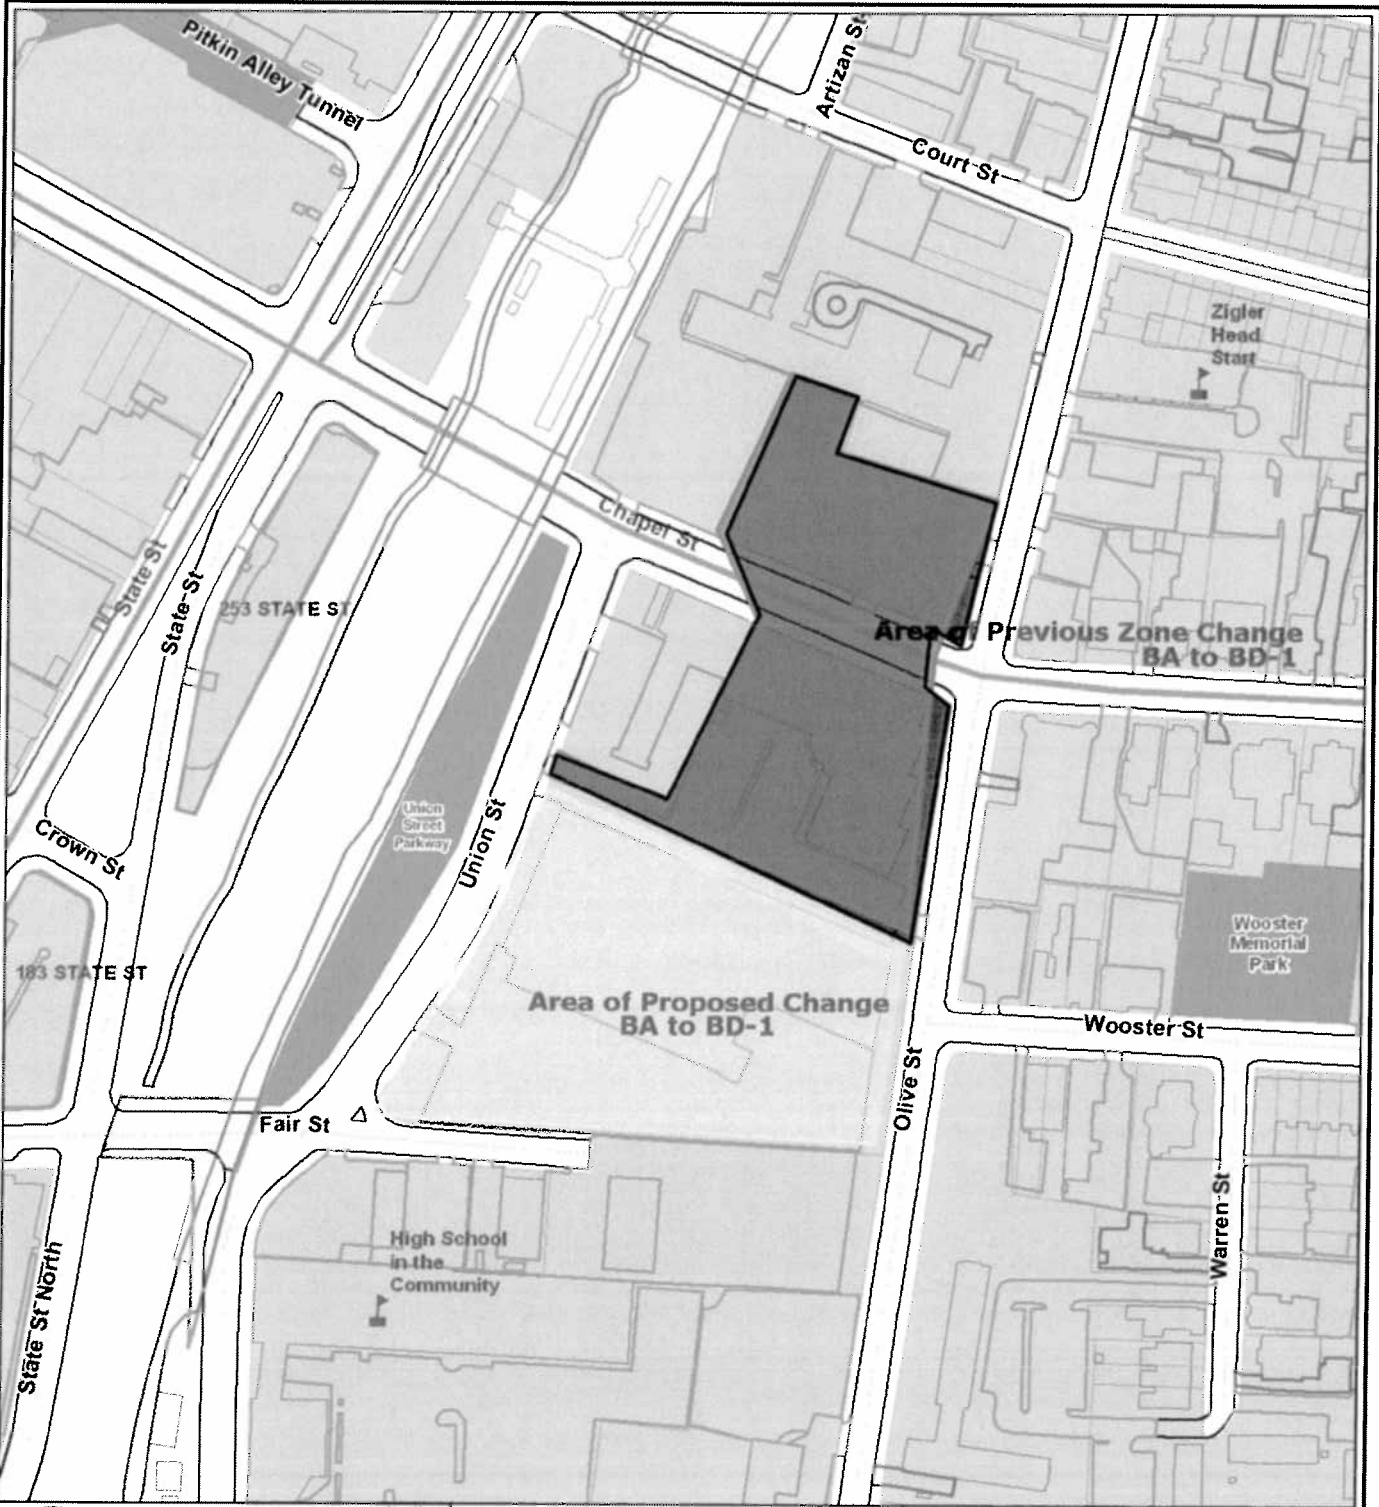 Pitkin Alley Tunnel
Artizan St
Court St
Zigler
Head
Start
Chapel St
State St
State St
253 STATE ST
Area of Previous Zone Change
BA to BD-1
Union
Street
Parkway
Union St
Crown St
Wooster
Memorial
Park
183 STATE ST
Area of Proposed Change
BA to BD-1
Wooster St
Olive St
Fair St
Warren St
High School
in the
Community
State St North